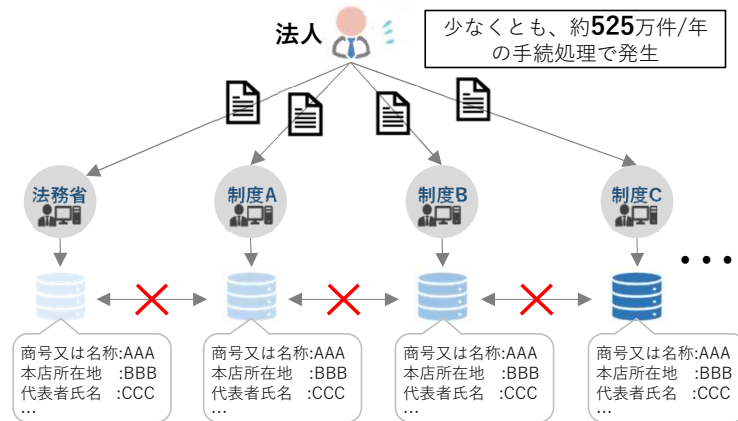 法人
少なくとも、約525万件/年
の手続処理で発生
法務省
制度A
制度B
制度C
•••
商号又は名称:AAA
本店所在地 :BBB
代表者氏名 :CCC
…
商号又は名称:AAA
本店所在地 :BBB
代表者氏名 :CCC
…
商号又は名称:AAA
本店所在地 :BBB
代表者氏名 :CCC
…
商号又は名称:AAA
本店所在地 :BBB
代表者氏名 :CCC
…